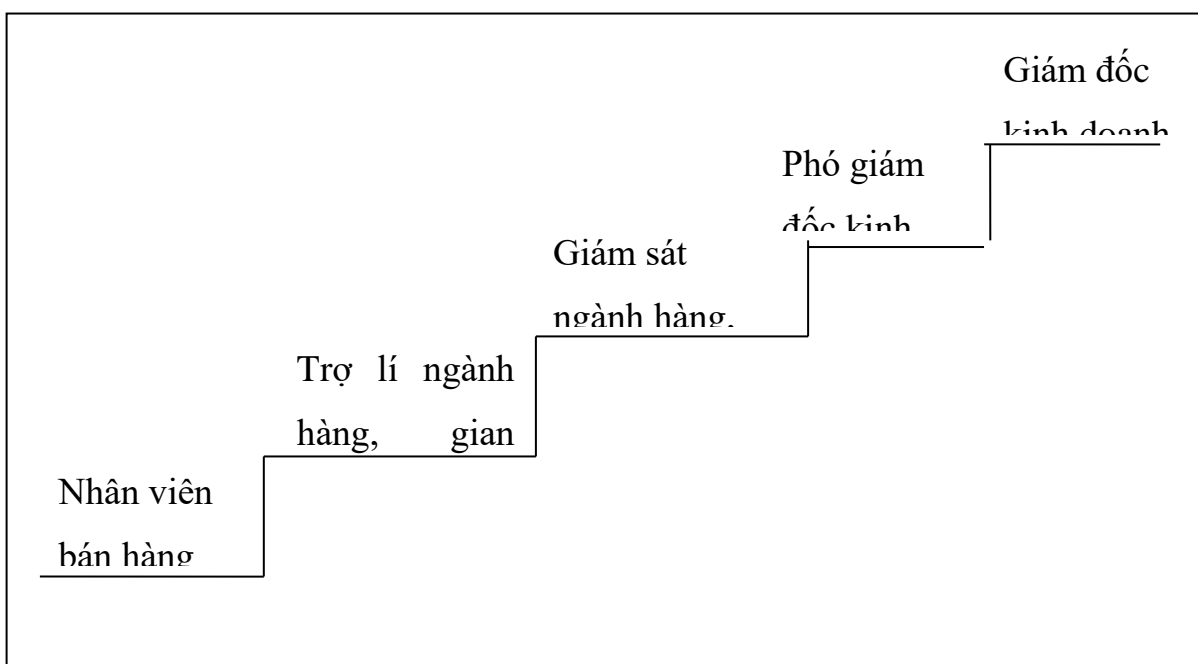 Giám đốc
kinh doanh
Phó giám
đốc kinh
Giám sát
ngành hàng,
Trợ lí ngành
hàng, gian
Nhân viên
bán hàng